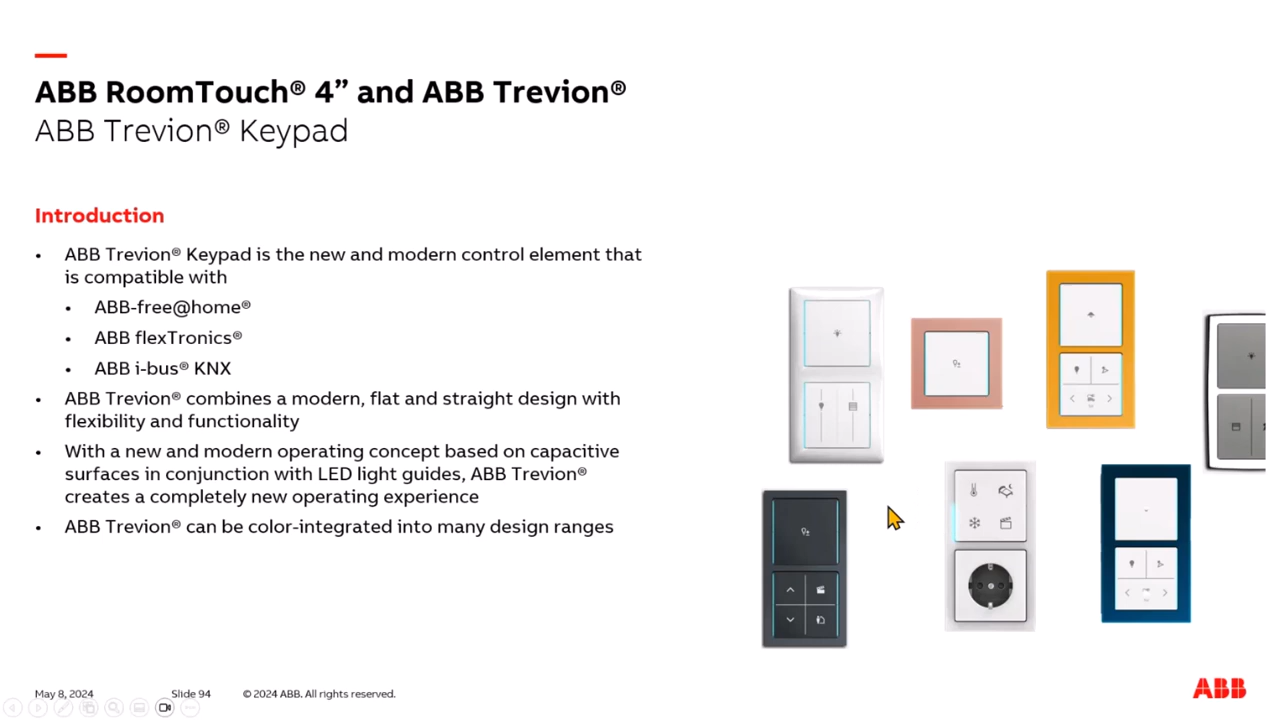 ABB RoomTouch® 4” and ABB Trevion®
ABB Trevion® Keypad
Introduction
• ABB Trevion® Keypad is the new and modern control element that
is compatible with
• ABB-free@home®
• ABB flexTronics®
• ABB i-bus® KNX
• ABB Trevion® combines a modern, flat and straight design with
flexibility and functionality
• With a new and modern operating concept based on capacitive
surfaces in conjunction with LED light guides, ABB Trevion®
creates a completely new operating experience
• ABB Trevion® can be color-integrated into many design ranges
May 8, 2024 Slide 94 © 2024 ABB. All rights reserved.
ABB